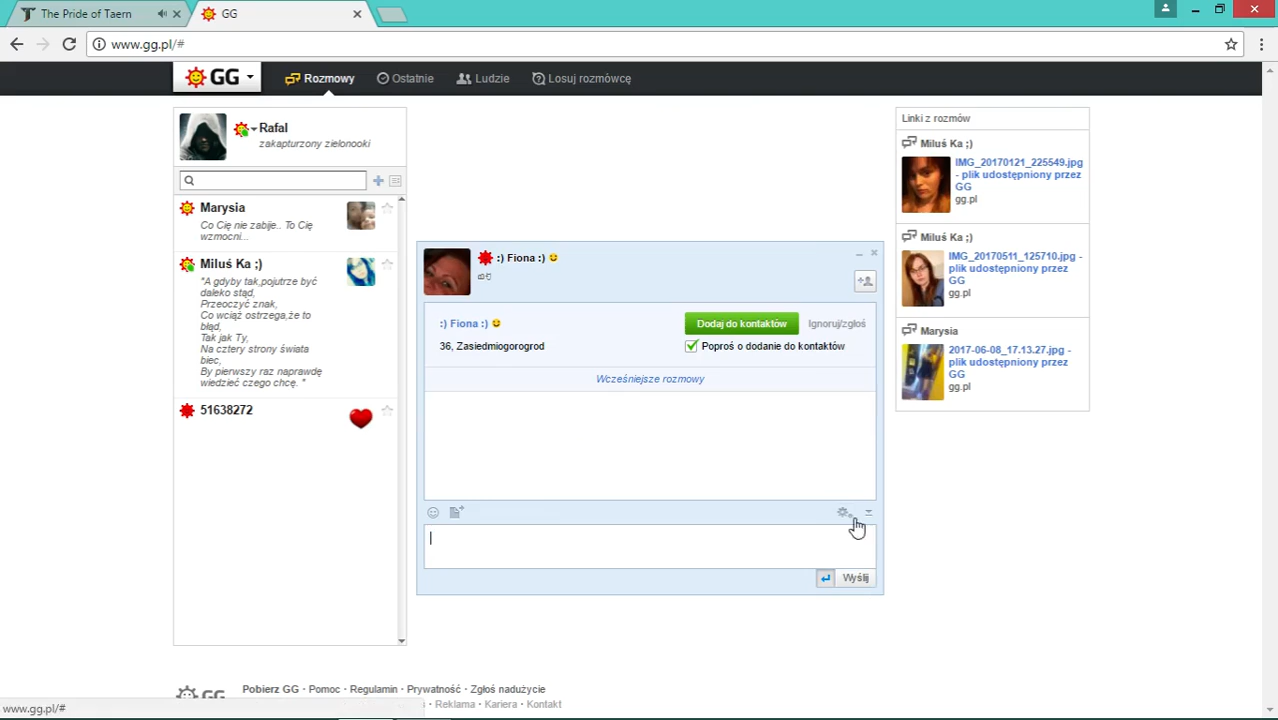 The Pride of Taern
GG
www.gg.pl/#
GG
Rozmowy
Ostatnie
Ludzie
Losuj rozmówcę
Rafal
zakapturzony zielonooki
Marysia
Co Cię nie zabije.. To Cię
wzmocni...
Miluś Ka ;)
"A gdyby tak,pojutrze być
daleko stąd,
Przeoczyć znak,
Co wciąż ostrzega,że to
błąd,
Tak jak Ty,
Na cztery strony świata
biec,
By pierwszy raz naprawdę
wiedzieć czego chcę. "
51638272
:) Fiona :)
:) Fiona :)
Dodaj do kontaktów
Ignoruj/zgłoś
36, Zasiedmiogorogrod
Poproś o dodanie do kontaktów
Wcześniejsze rozmowy
Wyślij
Linki z rozmów
Miluś Ka ;)
IMG_20170121_225549.jpg
- plik udostępniony przez
GG
gg.pl
Miluś Ka ;)
IMG_20170511_125710.jpg -
plik udostępniony przez
GG
gg.pl
Marysia
2017-06-08_17.13.27.jpg -
plik udostępniony przez
GG
gg.pl
GG
Pobierz GG · Pomoc · Regulamin · Prywatność · Zgłoś nadużycie
· Reklama · Kariera · Kontakt
www.gg.pl/#